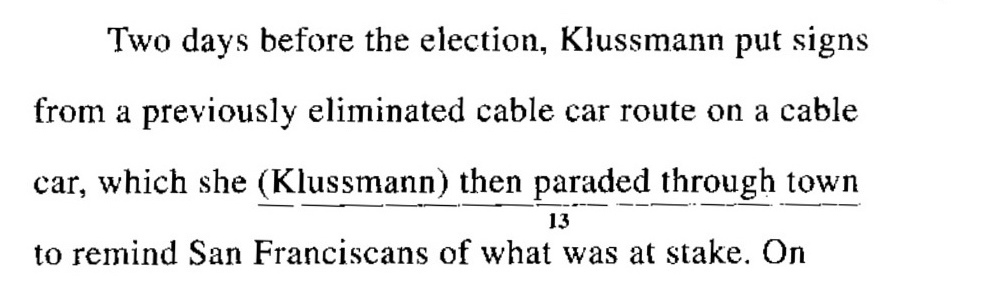 Two days before the election, Klussmann put signs
from a previously eliminated cable car route on a cable
car, which she (Klussmann) then paraded through town
13
to remind San Franciscans of what was at stake. On